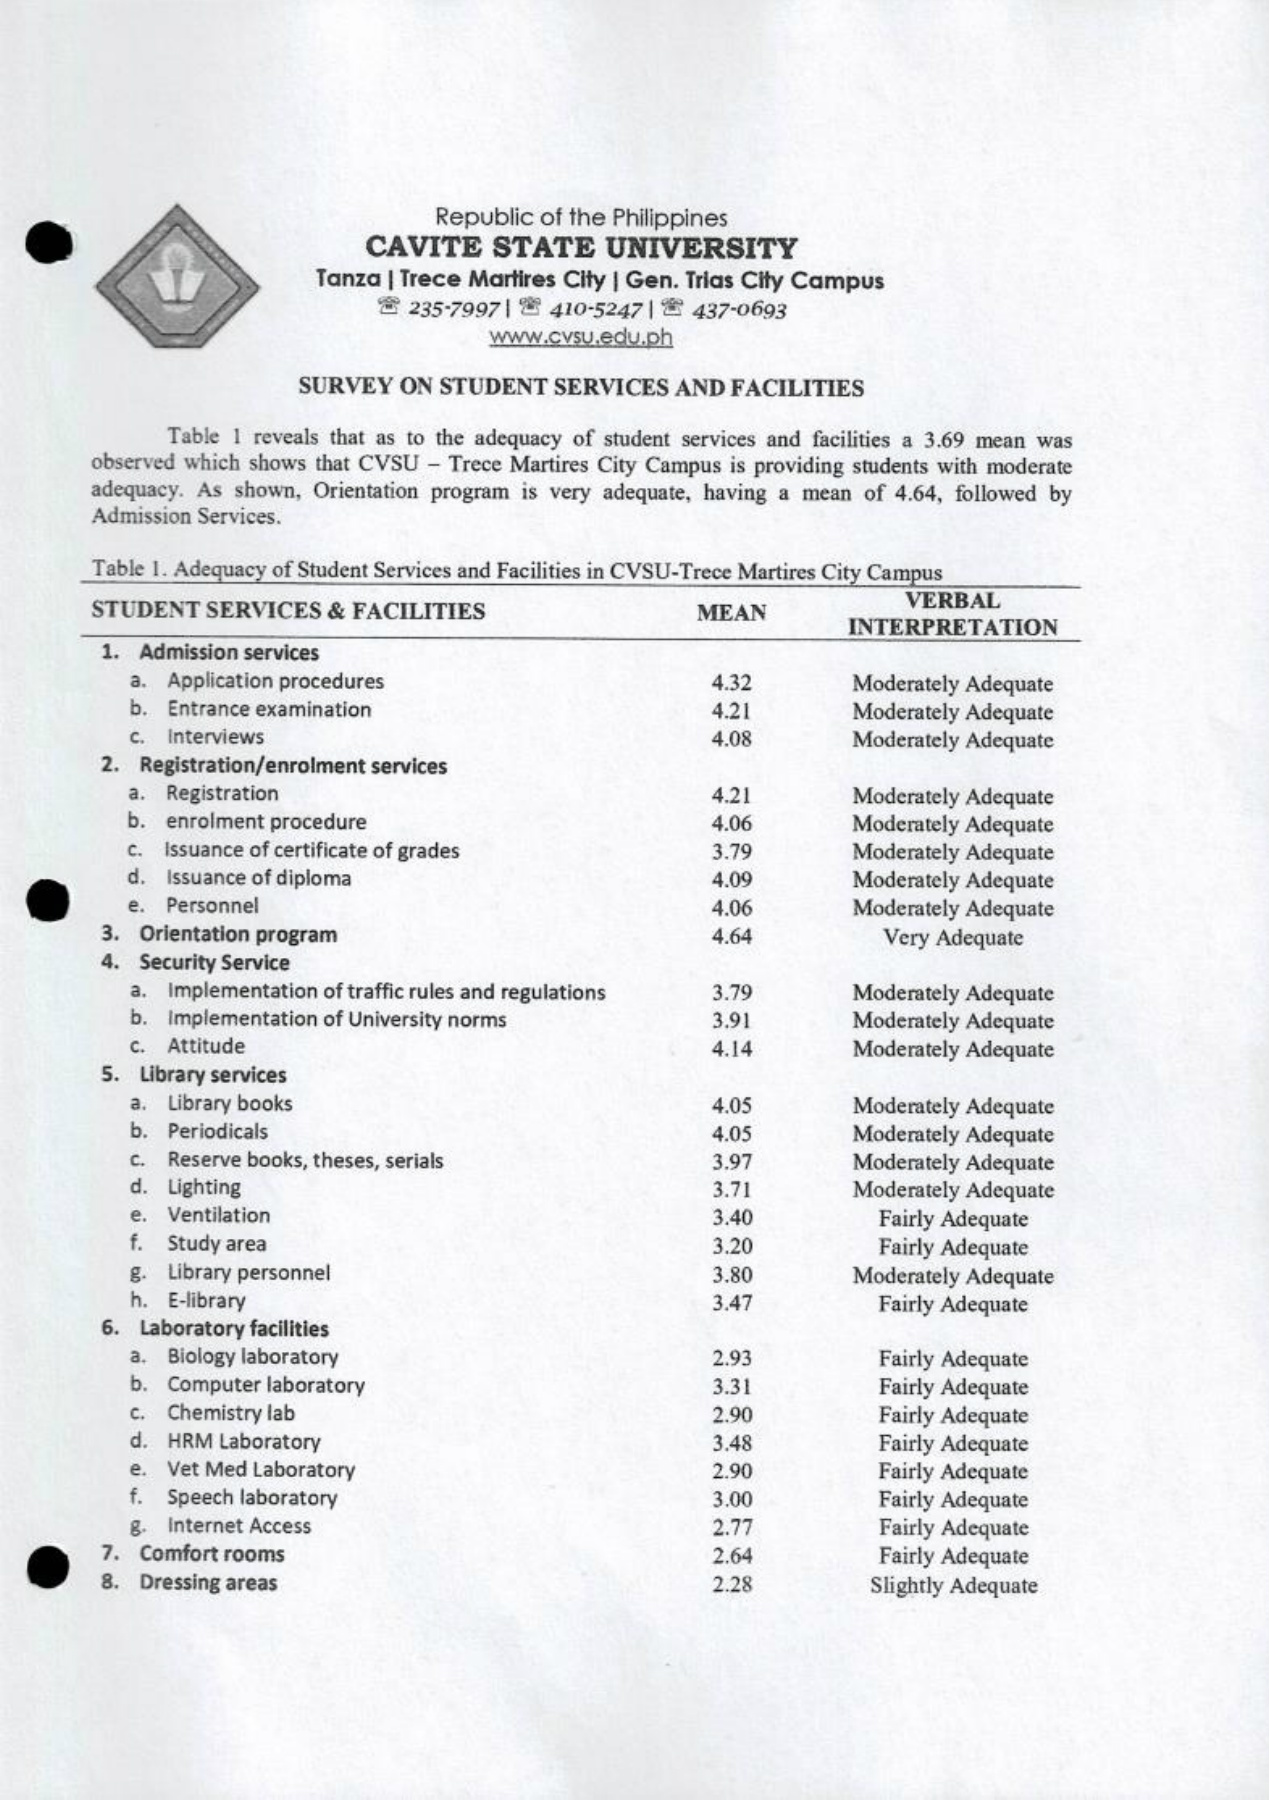 Republic of the Philippines
CAVITE STATE UNIVERSITY
Tanza | Trece Martires City | Gen. Trias City Campus
☏ 235-7997 | ☏ 410-5247 | ☏ 437-0693
www.cvsu.edu.ph
SURVEY ON STUDENT SERVICES AND FACILITIES
Table 1 reveals that as to the adequacy of student services and facilities a 3.69 mean was
observed which shows that CVSU – Trece Martires City Campus is providing students with moderate
adequacy. As shown, Orientation program is very adequate, having a mean of 4.64, followed by
Admission Services.
Table 1. Adequacy of Student Services and Facilities in CVSU-Trece Martires City Campus
STUDENT SERVICES & FACILITIES MEAN VERBAL INTERPRETATION
1. Admission services
a. Application procedures 4.32 Moderately Adequate
b. Entrance examination 4.21 Moderately Adequate
c. Interviews 4.08 Moderately Adequate
2. Registration/enrolment services
a. Registration 4.21 Moderately Adequate
b. enrolment procedure 4.06 Moderately Adequate
c. Issuance of certificate of grades 3.79 Moderately Adequate
d. Issuance of diploma 4.09 Moderately Adequate
e. Personnel 4.06 Moderately Adequate
3. Orientation program 4.64 Very Adequate
4. Security Service
a. Implementation of traffic rules and regulations 3.79 Moderately Adequate
b. Implementation of University norms 3.91 Moderately Adequate
c. Attitude 4.14 Moderately Adequate
5. Library services
a. Library books 4.05 Moderately Adequate
b. Periodicals 4.05 Moderately Adequate
c. Reserve books, theses, serials 3.97 Moderately Adequate
d. Lighting 3.71 Moderately Adequate
e. Ventilation 3.40 Fairly Adequate
f. Study area 3.20 Fairly Adequate
g. Library personnel 3.80 Moderately Adequate
h. E-library 3.47 Fairly Adequate
6. Laboratory facilities
a. Biology laboratory 2.93 Fairly Adequate
b. Computer laboratory 3.31 Fairly Adequate
c. Chemistry lab 2.90 Fairly Adequate
d. HRM Laboratory 3.48 Fairly Adequate
e. Vet Med Laboratory 2.90 Fairly Adequate
f. Speech laboratory 3.00 Fairly Adequate
g. Internet Access 2.77 Fairly Adequate
7. Comfort rooms 2.64 Fairly Adequate
8. Dressing areas 2.28 Slightly Adequate